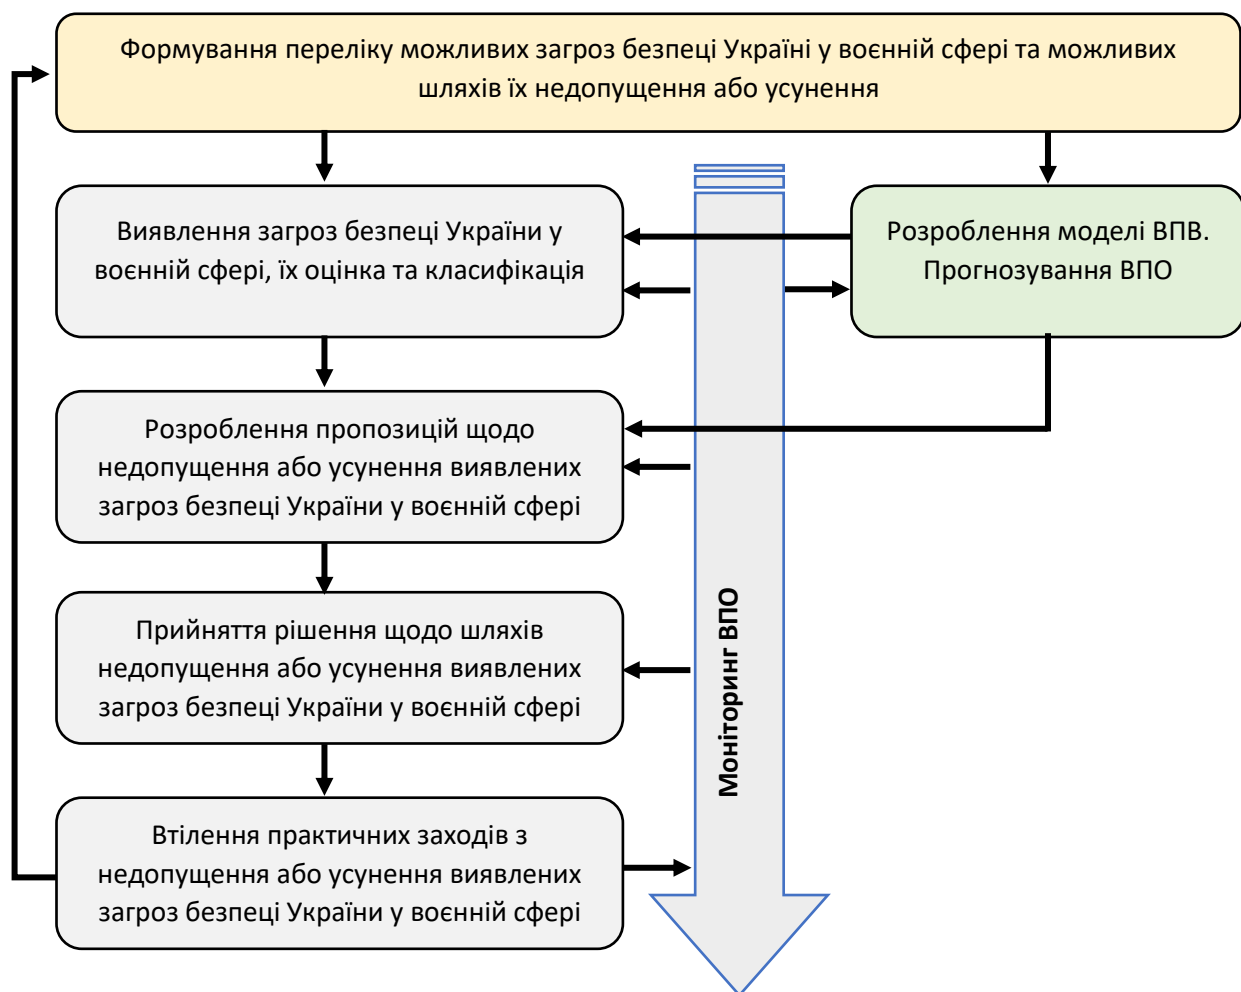 Формування переліку можливих загроз безпеці Україні у воєнній сфері та можливих
шляхів їх недопущення або усунення
Виявлення загроз безпеці України у
воєнній сфері, їх оцінка та класифікація
Розроблення моделі ВПВ.
Прогнозування ВПО
Розроблення пропозицій щодо
недопущення або усунення виявлених
загроз безпеці України у воєнній сфері
Прийняття рішення щодо шляхів
недопущення або усунення виявлених
загроз безпеці України у воєнній сфері
Моніторинг ВПО
Втілення практичних заходів з
недопущення або усунення виявлених
загроз безпеці України у воєнній сфері